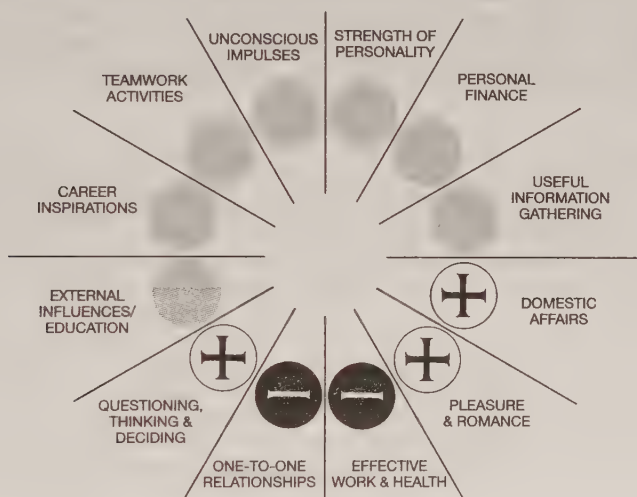 UNCONSCIOUS
IMPULSES
STRENGTH OF
PERSONALITY
TEAMWORK
ACTIVITIES
PERSONAL
FINANCE
CAREER
INSPIRATIONS
USEFUL
INFORMATION
GATHERING
EXTERNAL
INFLUENCES/
EDUCATION
DOMESTIC
AFFAIRS
QUESTIONING,
THINKING &
DECIDING
PLEASURE
& ROMANCE
ONE-TO-ONE
RELATIONSHIPS
EFFECTIVE
WORK & HEALTH